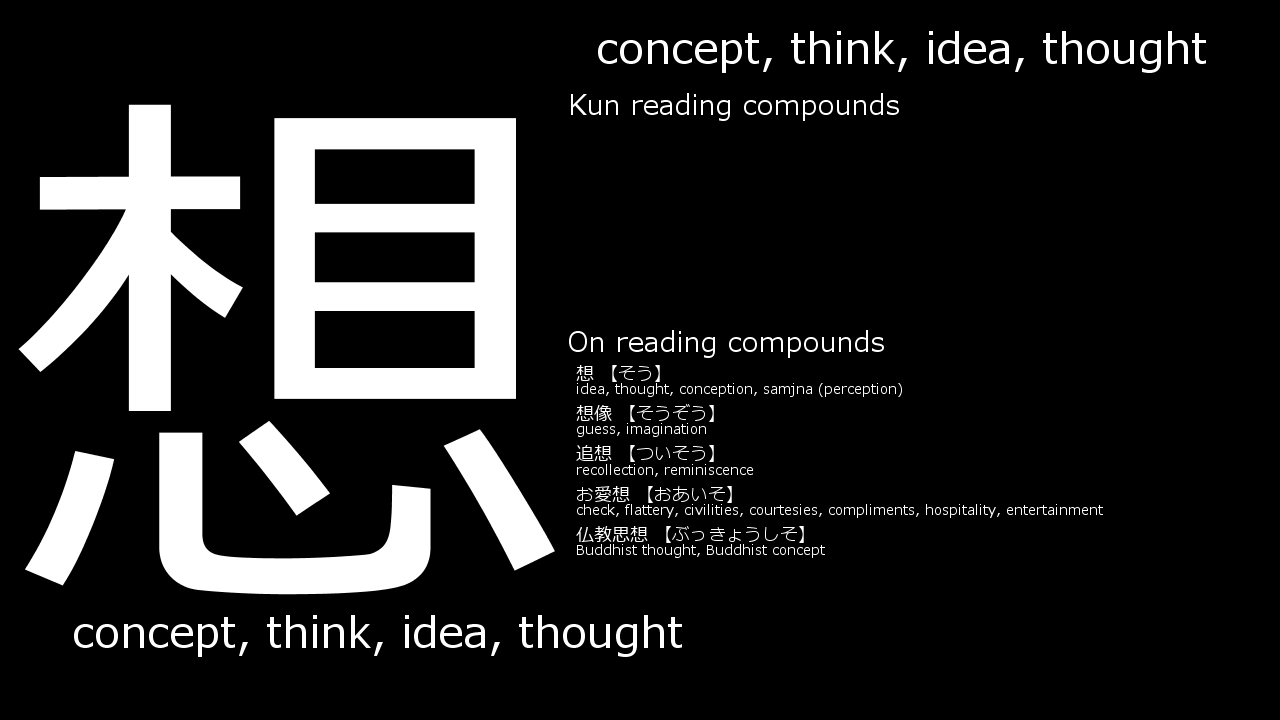 想
concept, think, idea, thought
concept, think, idea, thought
Kun reading compounds
On reading compounds
想 【そう】
idea, thought, conception, samjna (perception)
想像 【そうぞう】
guess, imagination
追想 【ついそう】
recollection, reminiscence
お愛想 【おあいそ】
check, flattery, civilities, courtesies, compliments, hospitality, entertainment
仏教思想 【ぶっきょうしそ】
Buddhist thought, Buddhist concept